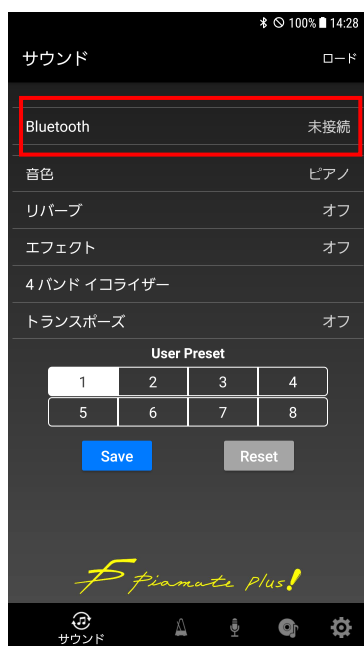 100% 14:28
サウンド ロード
Bluetooth 未接続
音色 ピアノ
リバーブ オフ
エフェクト オフ
4 バンド イコライザー
トランスポーズ オフ
User Preset
1 2 3 4
5 6 7 8
Save Reset
Piamate plus!
サウンド